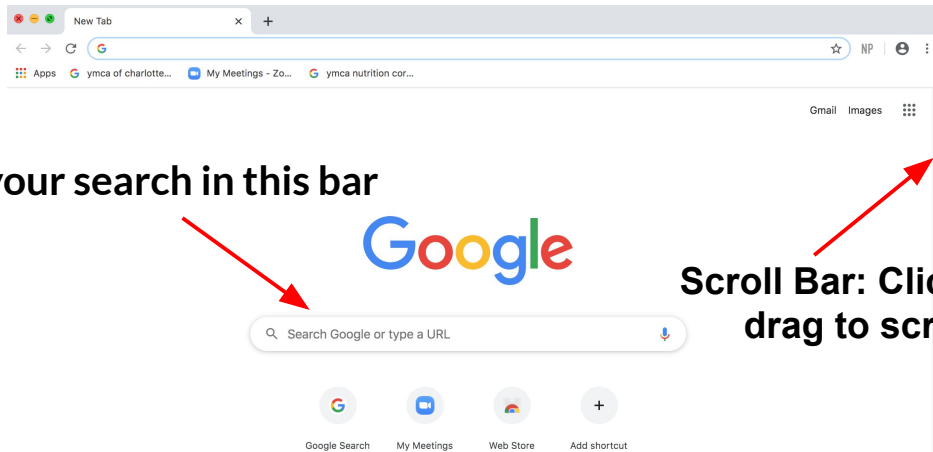 New Tab
NP
Apps
ymca of charlotte...
My Meetings - Zo...
ymca nutrition cor...
Gmail Images
our search in this bar
Google
Scroll Bar: Clic
drag to scr
Search Google or type a URL
Google Search
My Meetings
Web Store
Add shortcut